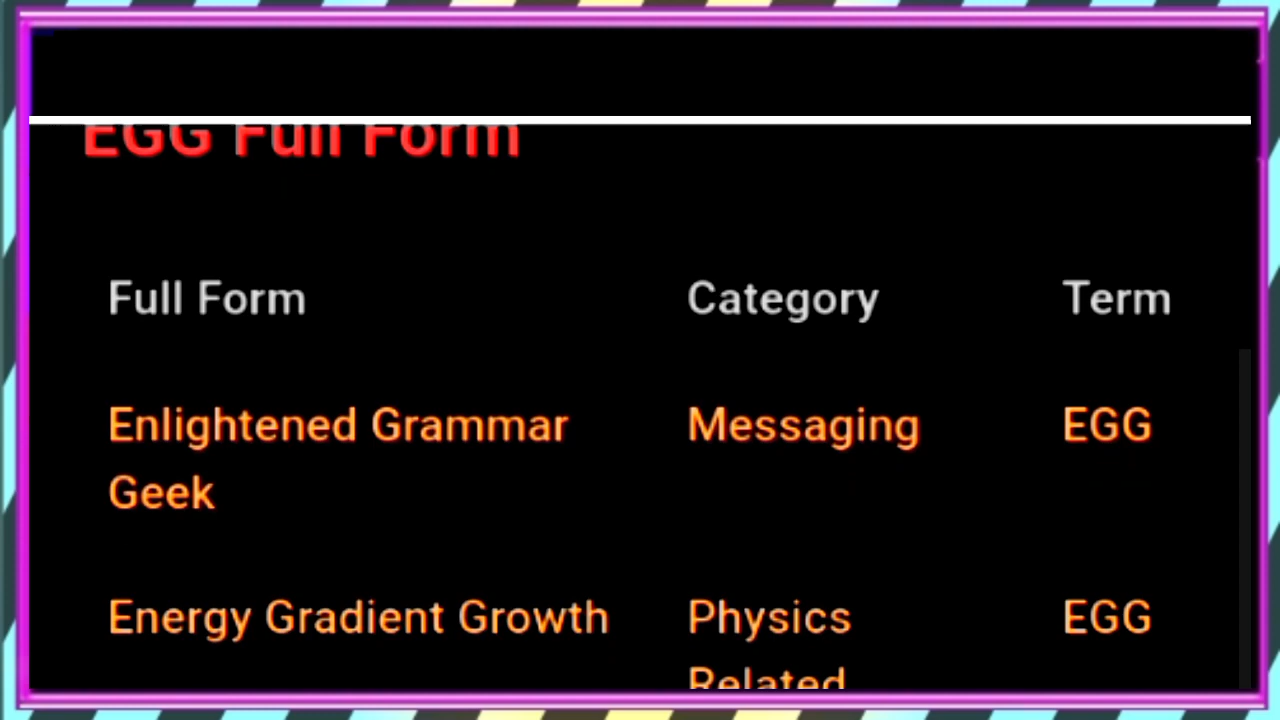 EGG Full Form
Full Form Category Term
Enlightened Grammar Messaging EGG
Geek
Energy Gradient Growth Physics EGG
Related